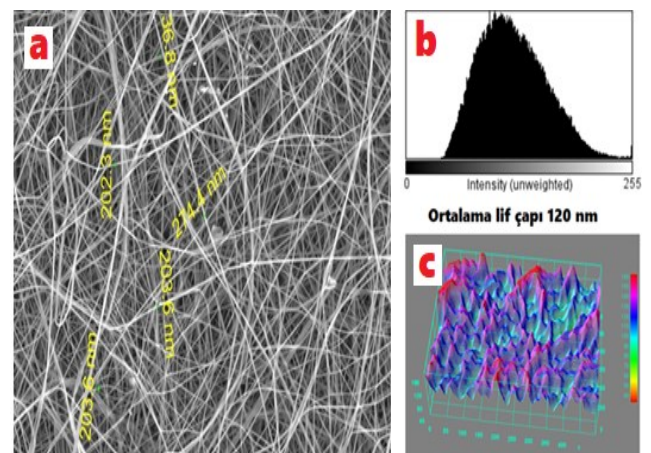 a
36.8 nm
202.3 nm
274.4 nm
203.6 nm
203.6 nm
b
0
Intensity (unweighted)
255
Ortalama lif çapı 120 nm
c